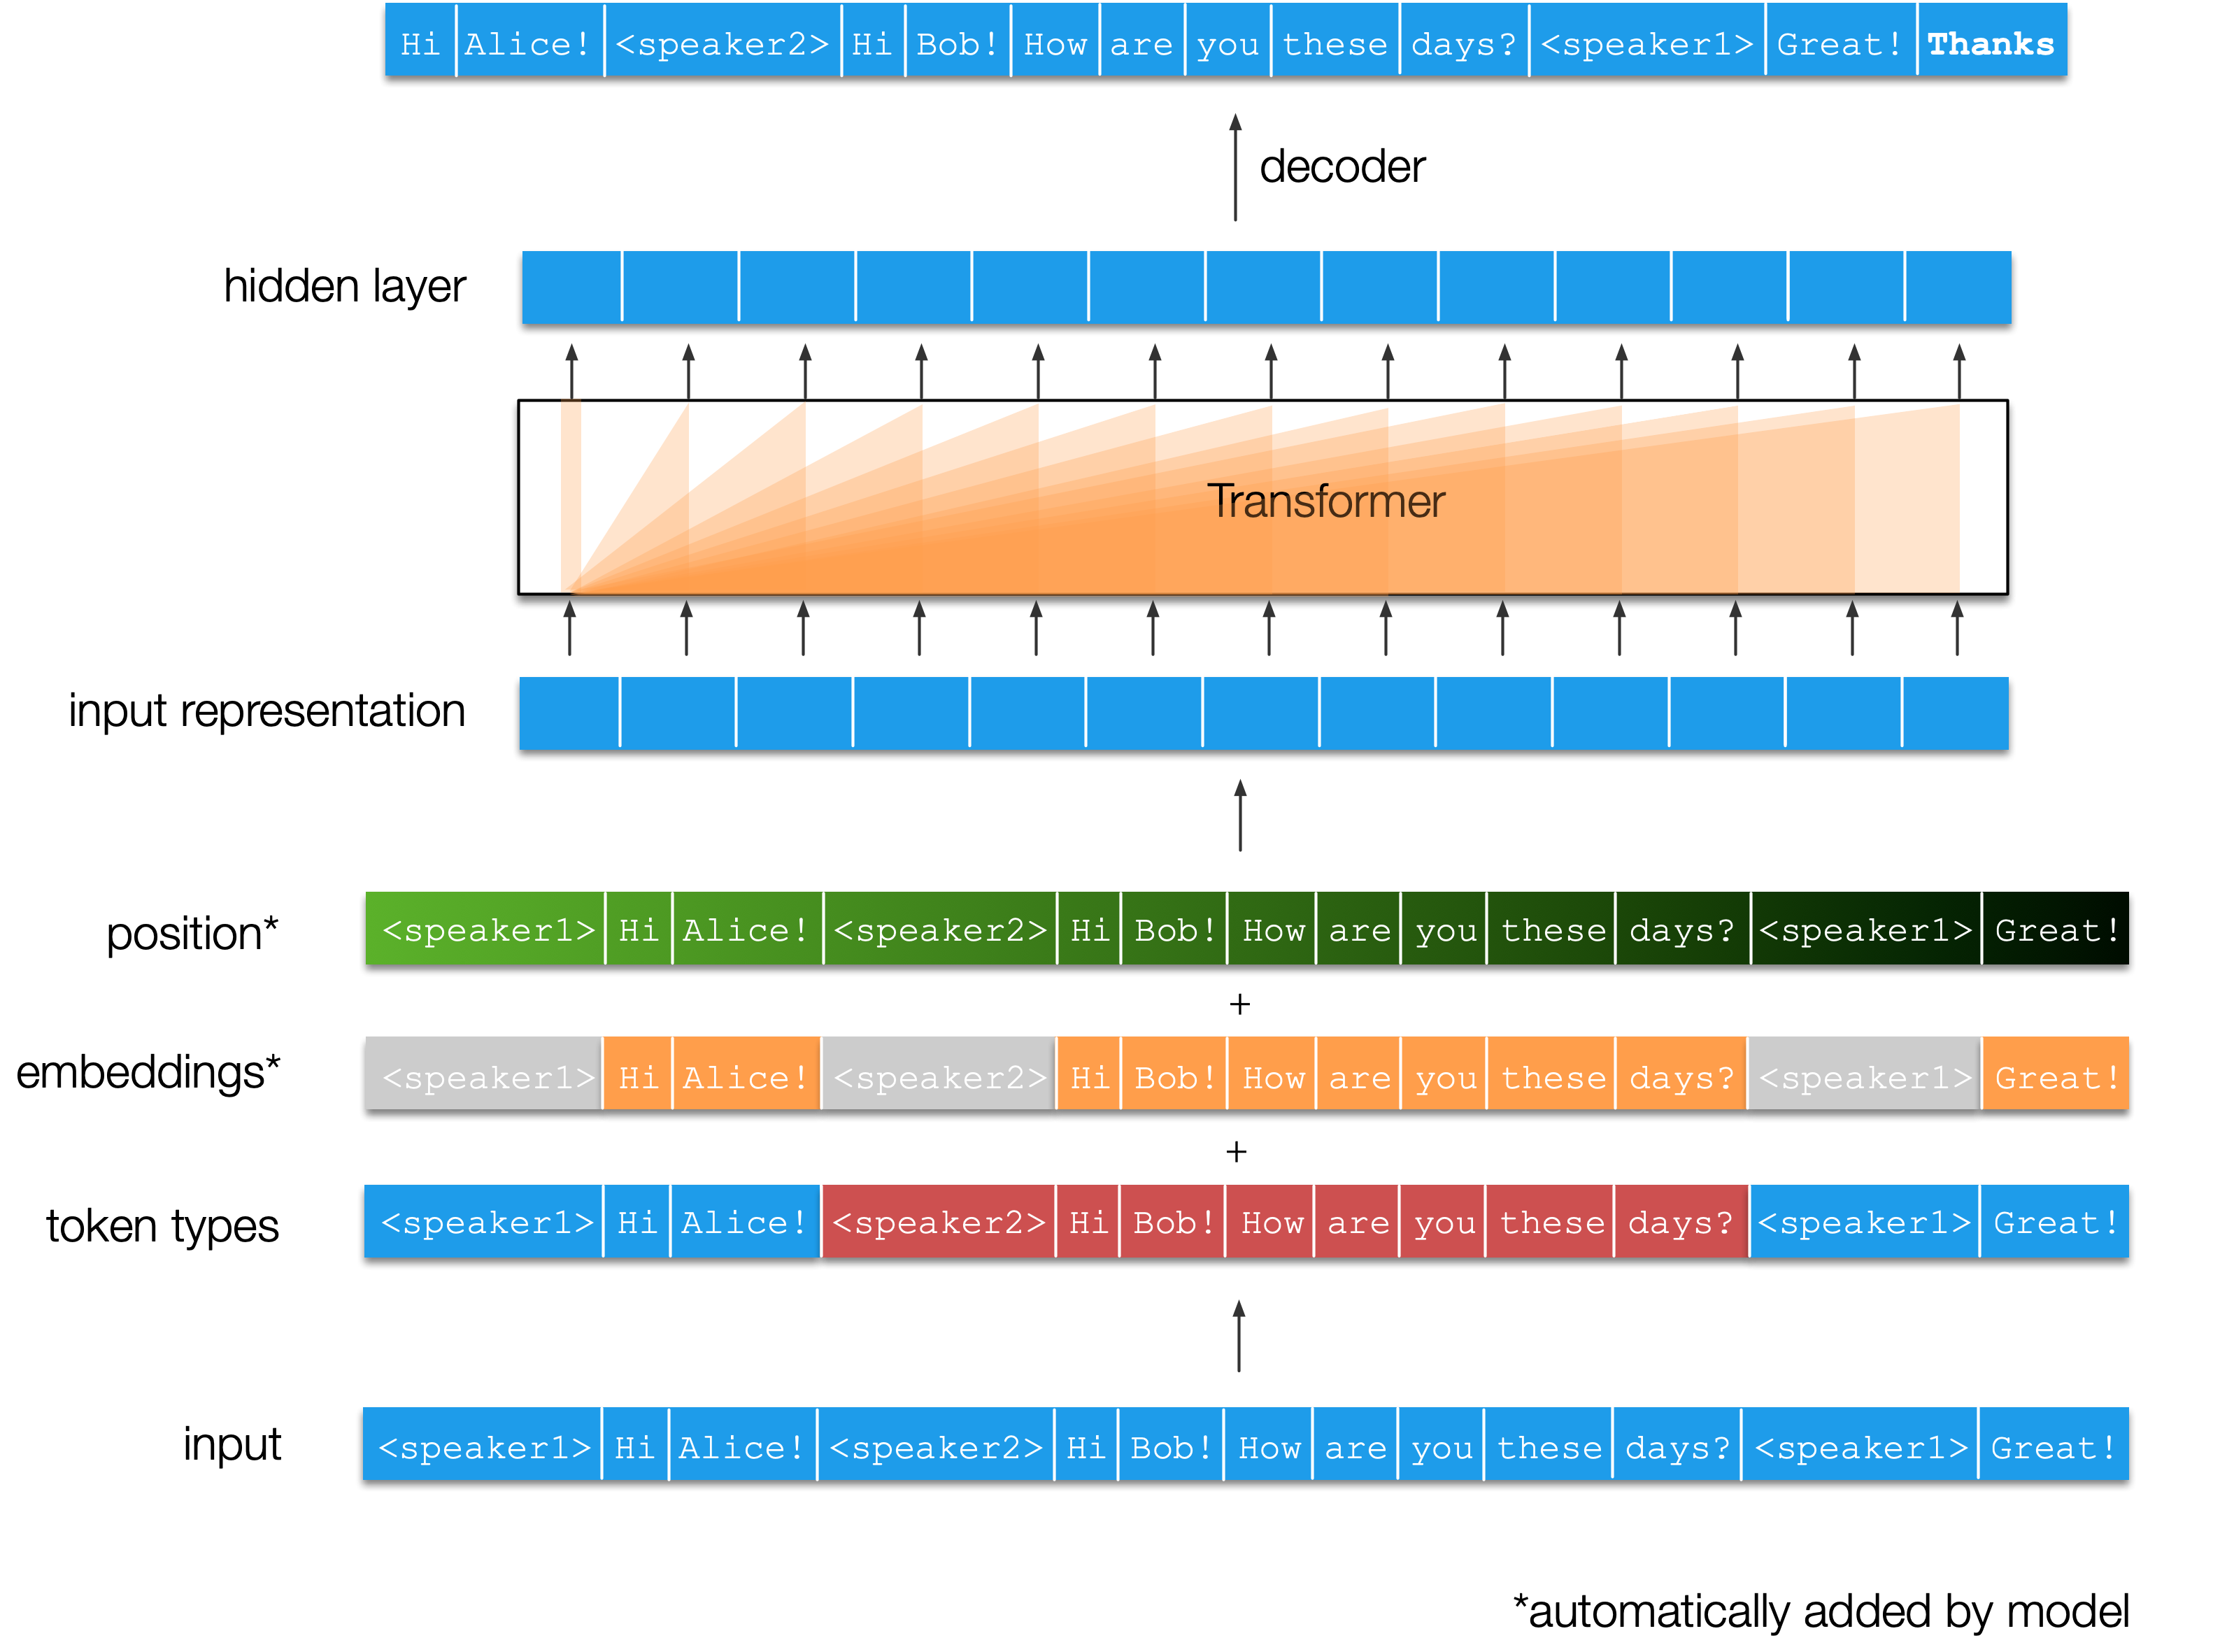 Hi Alice! <speaker2> Hi Bob! How are you these days? <speaker1> Great! Thanks
decoder
hidden layer
Transformer
input representation
position* <speaker1> Hi Alice! <speaker2> Hi Bob! How are you these days? <speaker1> Great!
+
embeddings* <speaker1> Hi Alice! <speaker2> Hi Bob! How are you these days? <speaker1> Great!
+
token types <speaker1> Hi Alice! <speaker2> Hi Bob! How are you these days? <speaker1> Great!
input <speaker1> Hi Alice! <speaker2> Hi Bob! How are you these days? <speaker1> Great!
*automatically added by model